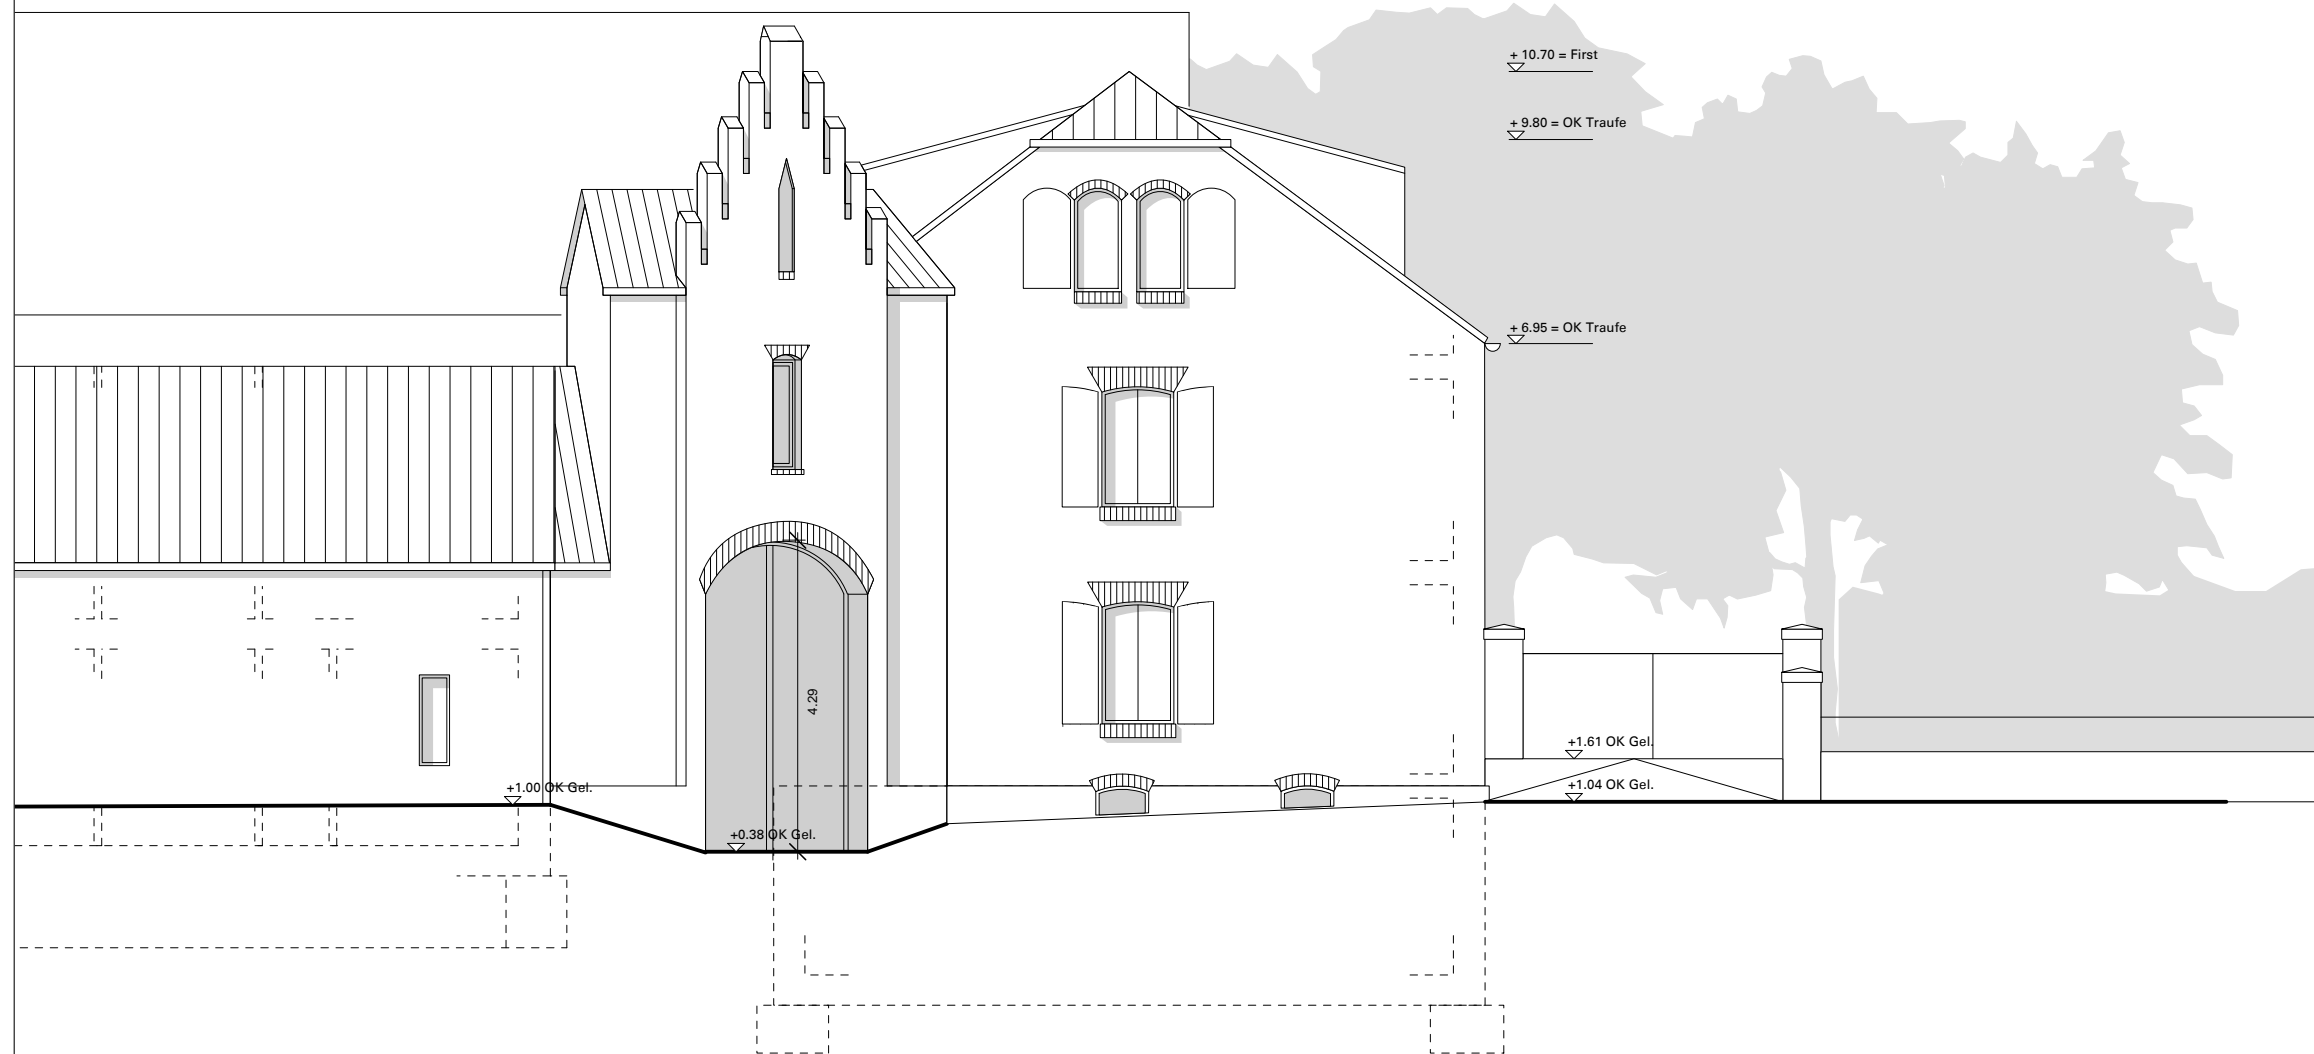 + 10.70 = First
+ 9.80 = OK Traufe
+ 6.95 = OK Traufe
4.29
+1.61 OK Gel.
+1.00 OK Gel.
+1.04 OK Gel.
+0.38 OK Gel.